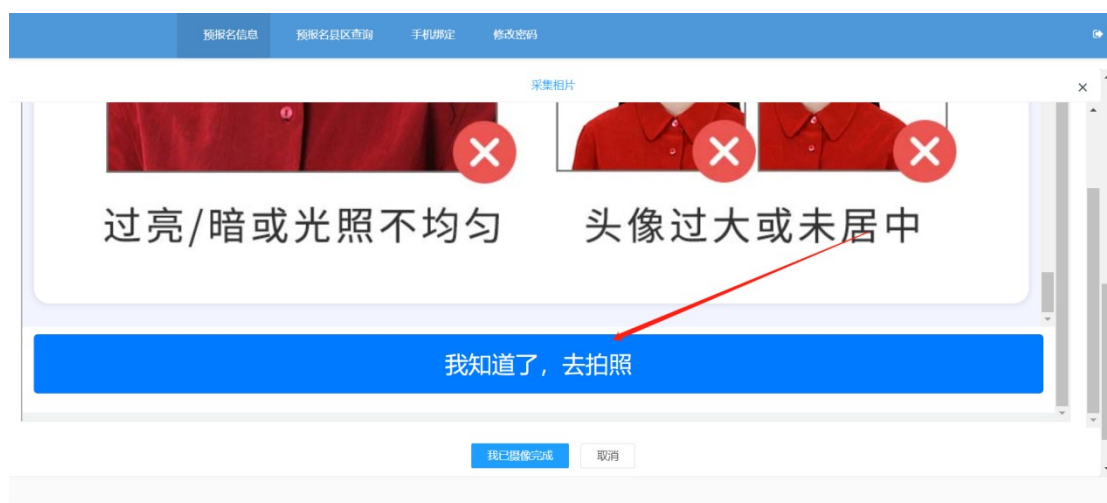 预报名信息 预报名县区查询 手机绑定 修改密码
采集相片
过亮/暗或光照不均匀 头像过大或未居中
我知道了，去拍照
我已摄像完成 取消